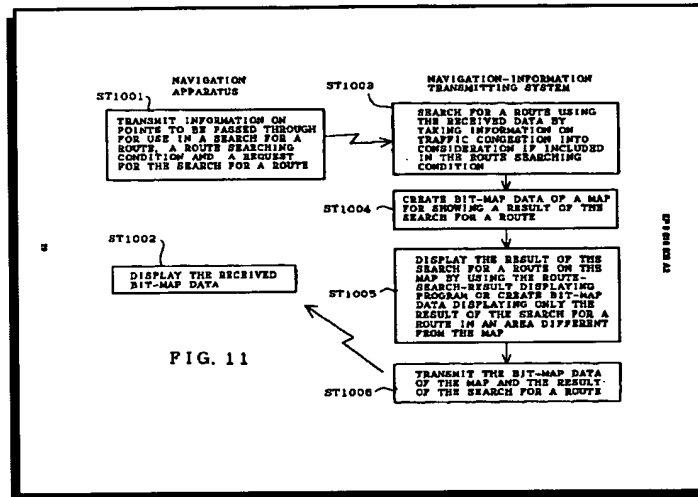 NAVIGATION
APPARATUS
ST1001
TRANSMIT INFORMATION ON
POINTS TO BE PASSED THROUGH
FOR USE IN A SEARCH FOR A
ROUTE, A ROUTE SEARCHING
CONDITION AND A REQUEST
FOR THE SEARCH FOR A ROUTE
NAVIGATION-INFORMATION
TRANSMITTING SYSTEM
ST1003
SEARCH FOR A ROUTE USING
THE RECEIVED DATA BY
TAKING INFORMATION ON
TRAFFIC CONGESTION INTO
CONSIDERATION IF INCLUDED
IN THE ROUTE SEARCHING
CONDITION
ST1004
CREATE BIT-MAP DATA OF A MAP
FOR SHOWING A RESULT OF THE
SEARCH FOR A ROUTE
ST1002
DISPLAY THE RECEIVED
BIT-MAP DATA
ST1005
DISPLAY THE RESULT OF THE
SEARCH FOR A ROUTE ON THE
MAP BY USING THE ROUTE-
SEARCH-RESULT DISPLAYING
PROGRAM OR CREATE BIT-MAP
DATA DISPLAYING ONLY THE
RESULT OF THE SEARCH FOR A
ROUTE IN AN AREA DIFFERENT
FROM THE MAP
FIG. 11
ST1006
TRANSMIT THE BIT-MAP DATA
OF THE MAP AND THE RESULT
OF THE SEARCH FOR A ROUTE